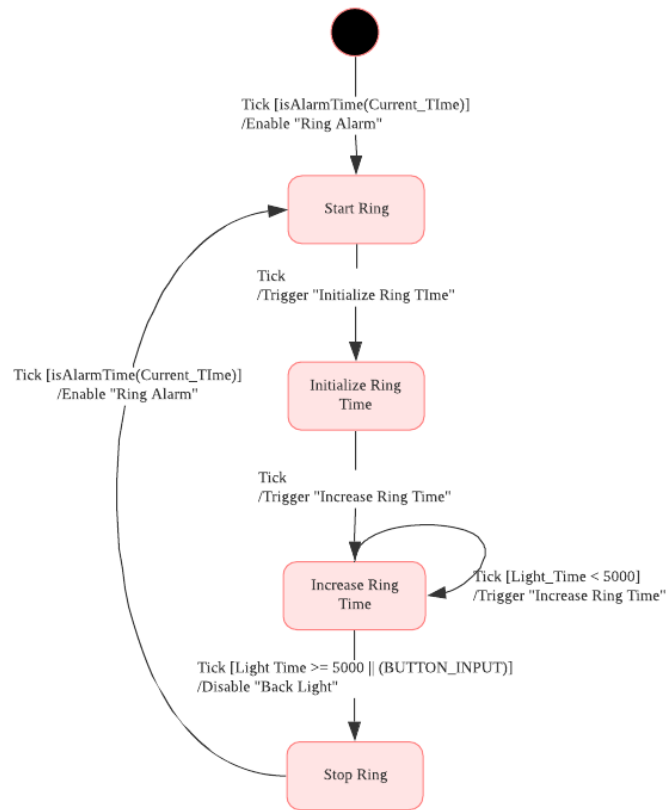 Tick [isAlarmTime(Current_TIme)]
/Enable "Ring Alarm"
Start Ring
Tick
/Trigger "Initialize Ring TIme"
Tick [isAlarmTime(Current_TIme)]
/Enable "Ring Alarm"
Initialize Ring
Time
Tick
/Trigger "Increase Ring Time"
Increase Ring
Time
Tick [Light_Time < 5000]
/Trigger "Increase Ring Time"
Tick [Light Time >= 5000 || (BUTTON_INPUT)]
/Disable "Back Light"
Stop Ring